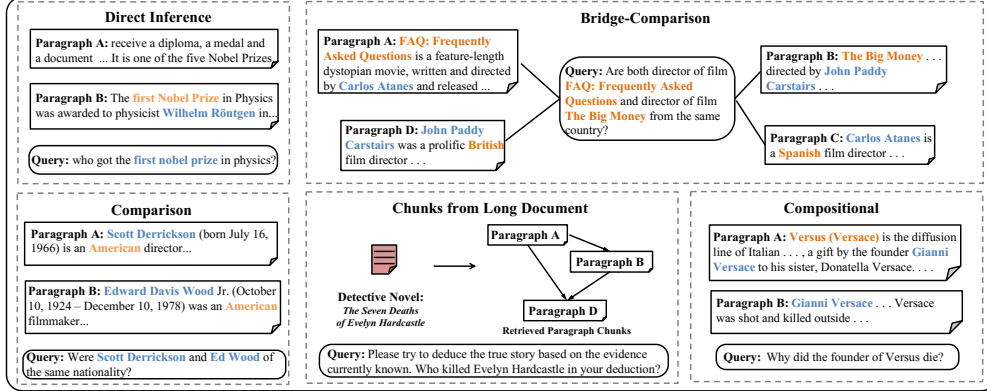 Direct Inference
Paragraph A: receive a diploma, a medal and
a document ... It is one of the five Nobel Prizes
Paragraph B: The first Nobel Prize in Physics
was awarded to physicist Wilhelm Röntgen in...
Query: who got the first nobel prize in physics?
Bridge-Comparison
Paragraph A: FAQ: Frequently
Asked Questions is a feature-length
dystopian movie, written and directed
by Carlos Atanes and released ...
Paragraph D: John Paddy
Carstairs was a prolific British
film director . . .
Query: Are both director of film
FAQ: Frequently Asked
Questions and director of film
The Big Money from the same
country?
Paragraph B: The Big Money . . .
directed by John Paddy
Carstairs . . .
Paragraph C: Carlos Atanes is
a Spanish film director . . .
Comparison
Paragraph A: Scott Derrickson (born July 16,
1966) is an American director...
Paragraph B: Edward Davis Wood Jr. (October
10, 1924 – December 10, 1978) was an American
filmmaker...
Query: Were Scott Derrickson and Ed Wood of
the same nationality?
Chunks from Long Document
Detective Novel:
The Seven Deaths
of Evelyn Hardcastle
Paragraph A
Paragraph B
Paragraph D
Retrieved Paragraph Chunks
Query: Please try to deduce the true story based on the evidence
currently known. Who killed Evelyn Hardcastle in your deduction?
Compositional
Paragraph A: Versus (Versace) is the diffusion
line of Italian . . . , a gift by the founder Gianni
Versace to his sister, Donatella Versace. . . .
Paragraph B: Gianni Versace . . . Versace
was shot and killed outside . . .
Query: Why did the founder of Versus die?